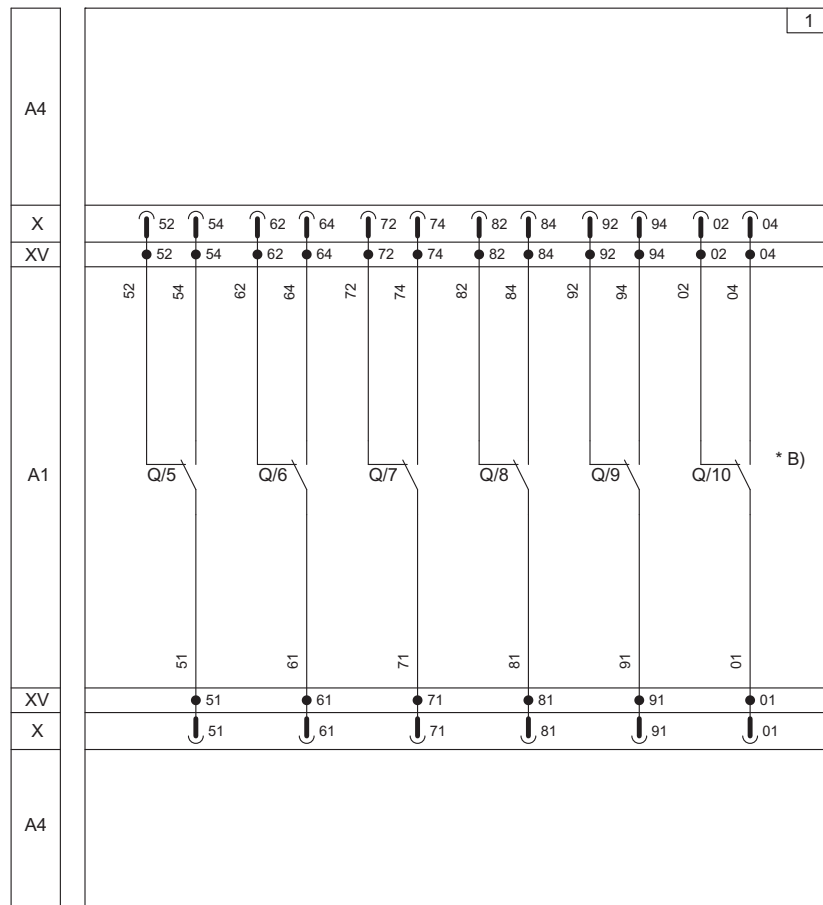 1
A4
X 52 54 62 64 72 74 82 84 92 94 02 04
XV 52 54 62 64 72 74 82 84 92 94 02 04
52 54 62 64 72 74 82 84 92 94 02 04
A1 Q/5 Q/6 Q/7 Q/8 Q/9 Q/10 * B)
51 61 71 81 91 01
XV 51 61 71 81 91 01
X 51 61 71 81 91 01
A4